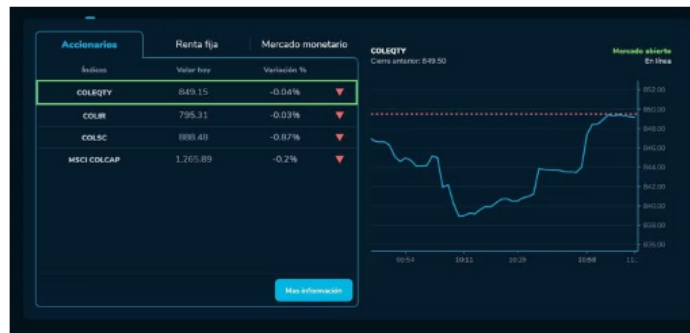 Accionarios Renta fija Mercado monetario
Índices Valor hoy Variación %
COLEQTY 849.15 -0.04% ▼
COLIR 795.31 -0.03% ▼
COLSC 888.48 -0.87% ▼
MSCI COLCAP 1.265.89 -0.2% ▼
Mas información
COLEQTY
Cierre anterior: 849.50
Mercado abierto
En línea
852.00
850.00
848.00
846.00
844.00
842.00
840.00
838.00
836.00
09:54 10:11 10:28 10:58 11:..